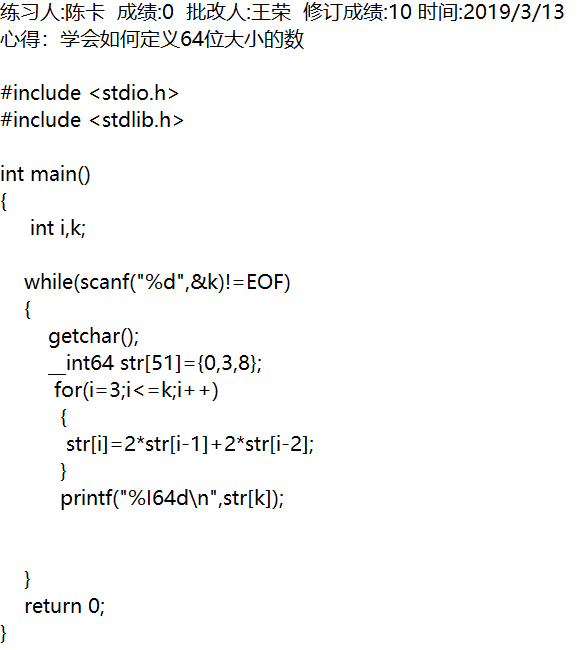 练习人:陈卡  成绩:0  批改人:王荣  修订成绩:10 时间:2019/3/13
心得：学会如何定义64位大小的数
#include <stdio.h>
#include <stdlib.h>
int main()
{
int i,k;
while(scanf("%d",&k)!=EOF)
{
getchar();
__int64 str[51]={0,3,8};
for(i=3;i<=k;i++)
{
str[i]=2*str[i-1]+2*str[i-2];
}
printf("%I64d\n",str[k]);
}
return 0;
}